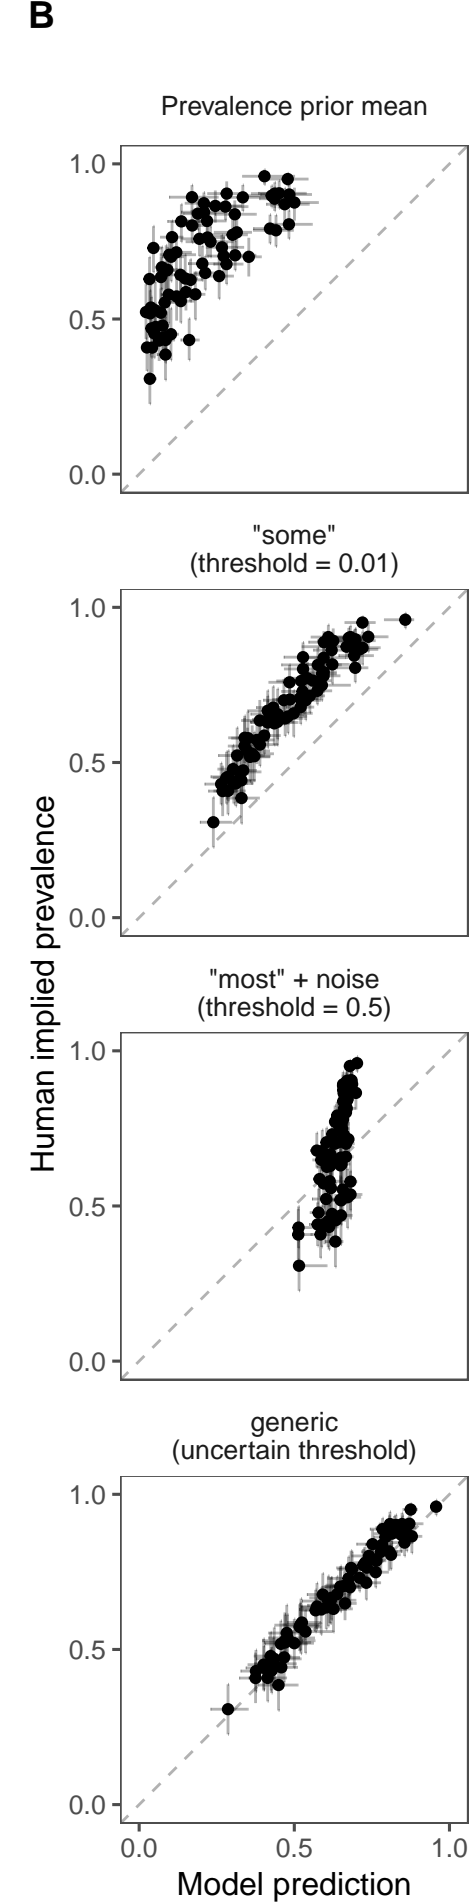 B
Prevalence prior mean
1.0
0.5
0.0
"some"
(threshold = 0.01)
1.0
0.5
0.0
Human implied prevalence
"most" + noise
(threshold = 0.5)
1.0
0.5
0.0
generic
(uncertain threshold)
1.0
0.5
0.0
0.0 0.5 1.0
Model prediction